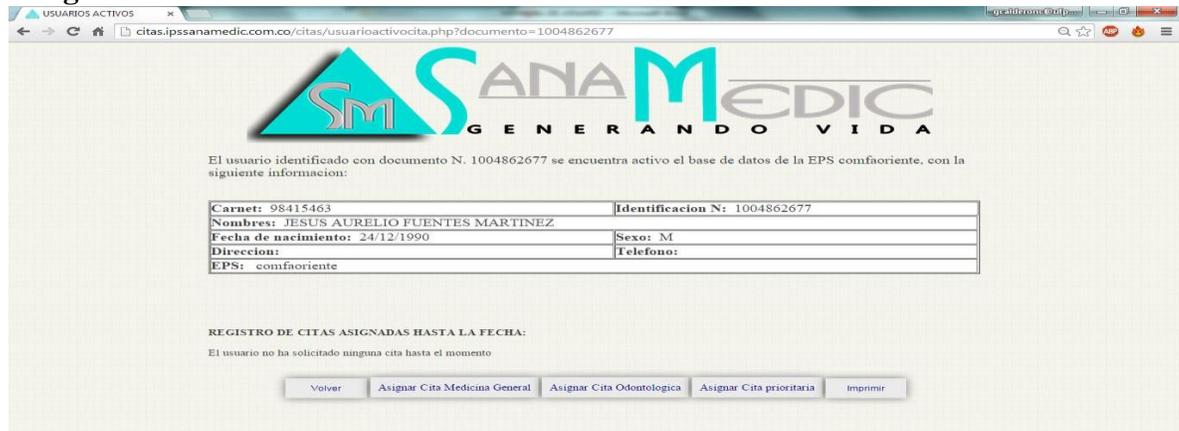 USUARIOS ACTIVOS
citas.ipssanamedic.com.co/citas/usuarioactivocita.php?documento=1004862677
ABP
SM SANAMEDIC
GENERANDO VIDA
El usuario identificado con documento N. 1004862677 se encuentra activo el base de datos de la EPS comfaoriente, con la
siguiente informacion:
Carnet: 98415463 Identificacion N: 1004862677
Nombres: JESUS AURELIO FUENTES MARTINEZ
Fecha de nacimiento: 24/12/1990 Sexo: M
Direccion: Telefono:
EPS: comfaoriente
REGISTRO DE CITAS ASIGNADAS HASTA LA FECHA:
El usuario no ha solicitado ninguna cita hasta el momento
Volver Asignar Cita Medicina General Asignar Cita Odontologica Asignar Cita prioritaria Imprimir